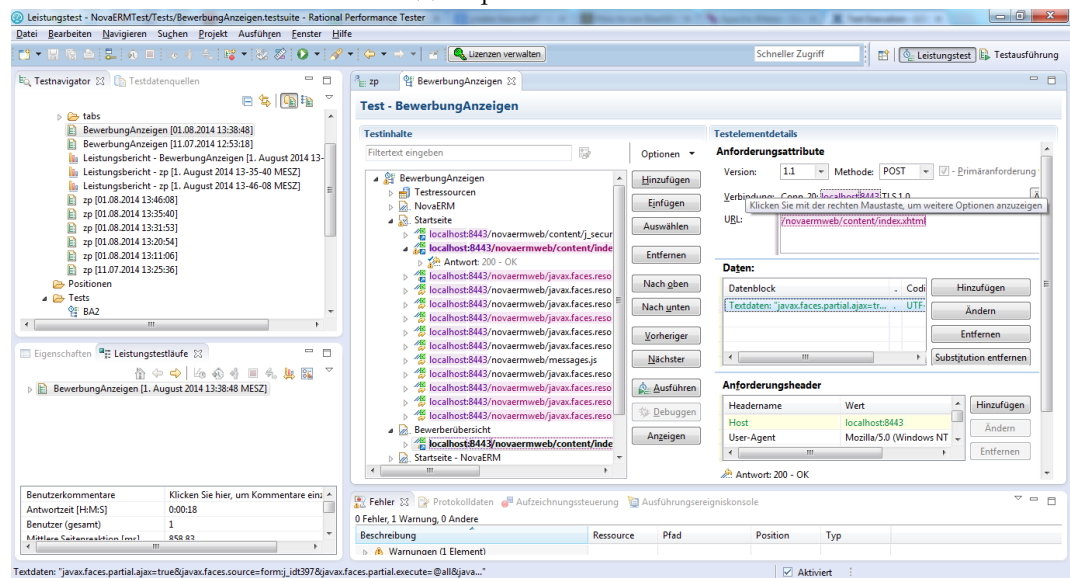 Leistungstest - NovaERMTest/Tests/BewerbungAnzeigen.testsuite - Rational Performance Tester
Datei Bearbeiten Navigieren Suchen Projekt Ausführen Fenster Hilfe
Lizenzen verwalten
Schneller Zugriff
Leistungstest
Testausführung
Testnavigator
Testdatenquellen
tabs
BewerbungAnzeigen [01.08.2014 13:38:48]
BewerbungAnzeigen [11.07.2014 12:53:18]
Leistungsbericht - BewerbungAnzeigen [1. August 2014 13-
Leistungsbericht - zp [1. August 2014 13-35-40 MESZ]
Leistungsbericht - zp [1. August 2014 13-46-08 MESZ]
zp [01.08.2014 13:46:08]
zp [01.08.2014 13:35:40]
zp [01.08.2014 13:31:53]
zp [01.08.2014 13:20:54]
zp [01.08.2014 13:11:06]
zp [11.07.2014 13:25:36]
Positionen
Tests
BA2
Eigenschaften
Leistungstestläufe
BewerbungAnzeigen [1. August 2014 13:38:48 MESZ]
Benutzerkommentare Klicken Sie hier, um Kommentare einz
Antwortzeit [H:M:S] 0:00:18
Benutzer (gesamt) 1
Mittlere Seitenreaktion [ms] 858,83
zp
BewerbungAnzeigen
Test - BewerbungAnzeigen
Testinhalte
Filtertext eingeben
Optionen
BewerbungAnzeigen
Testressourcen
NovaERM
Startseite
localhost:8443/novaermweb/content/j_secur
localhost:8443/novaermweb/content/inde
Antwort: 200 - OK
localhost:8443/novaermweb/javax.faces.reso
localhost:8443/novaermweb/javax.faces.reso
localhost:8443/novaermweb/javax.faces.reso
localhost:8443/novaermweb/javax.faces.reso
localhost:8443/novaermweb/javax.faces.reso
localhost:8443/novaermweb/messages.js
localhost:8443/novaermweb/javax.faces.reso
localhost:8443/novaermweb/javax.faces.reso
localhost:8443/novaermweb/javax.faces.reso
localhost:8443/novaermweb/javax.faces.reso
Bewerberübersicht
localhost:8443/novaermweb/content/inde
Startseite - NovaERM
Hinzufügen
Einfügen
Auswählen
Entfernen
Nach oben
Nach unten
Vorheriger
Nächster
Ausführen
Debuggen
Anzeigen
Testelementdetails
Anforderungsattribute
Version: 1.1 Methode: POST - Primäranforderung
Verbindung: Conn_20: localhost:8443 TLS 1.0
Klicken Sie mit der rechten Maustaste, um weitere Optionen anzuzeigen
URL: /novaermweb/content/index.xhtml
Daten:
Datenblock Codi
Textdaten: "javax.faces.partial.ajax=tr... UTF-
Hinzufügen
Ändern
Entfernen
Substitution entfernen
Anforderungsheader
Headername Wert
Host localhost:8443
User-Agent Mozilla/5.0 (Windows NT
Hinzufügen
Ändern
Entfernen
Antwort: 200 - OK
Fehler
Protokolldaten
Aufzeichnungssteuerung
Ausführungsereigniskonsole
0 Fehler, 1 Warnung, 0 Andere
Beschreibung Ressource Pfad Position Typ
Warnungen (1 Element)
Textdaten: "javax.faces.partial.ajax=true&javax.faces.source=form:j_idt397&javax.faces.partial.execute=@all&java..."
Aktiviert